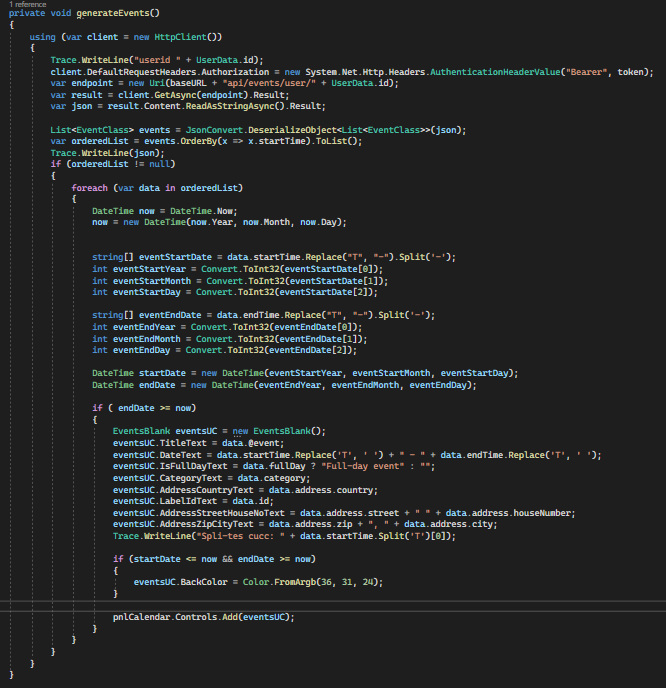 1 reference
private void generateEvents()
{
    using (var client = new HttpClient())
    {
        Trace.WriteLine("userid " + UserData.id);
        client.DefaultRequestHeaders.Authorization = new System.Net.Http.Headers.AuthenticationHeaderValue("Bearer", token);
        var endpoint = new Uri(baseURL + "api/events/user/" + UserData.id);
        var result = client.GetAsync(endpoint).Result;
        var json = result.Content.ReadAsStringAsync().Result;

        List<EventClass> events = JsonConvert.DeserializeObject<List<EventClass>>(json);
        var orderedList = events.OrderBy(x => x.startTime).ToList();
        Trace.WriteLine(json);
        if (orderedList != null)
        {
            foreach (var data in orderedList)
            {
                DateTime now = DateTime.Now;
                now = new DateTime(now.Year, now.Month, now.Day);


                string[] eventStartDate = data.startTime.Replace("T", "-").Split('-');
                int eventStartYear = Convert.ToInt32(eventStartDate[0]);
                int eventStartMonth = Convert.ToInt32(eventStartDate[1]);
                int eventStartDay = Convert.ToInt32(eventStartDate[2]);

                string[] eventEndDate = data.endTime.Replace("T", "-").Split('-');
                int eventEndYear = Convert.ToInt32(eventEndDate[0]);
                int eventEndMonth = Convert.ToInt32(eventEndDate[1]);
                int eventEndDay = Convert.ToInt32(eventEndDate[2]);

                DateTime startDate = new DateTime(eventStartYear, eventStartMonth, eventStartDay);
                DateTime endDate = new DateTime(eventEndYear, eventEndMonth, eventEndDay);

                if ( endDate >= now)
                {
                    EventsBlank eventsUC = new EventsBlank();
                    eventsUC.TitleText = data.@event;
                    eventsUC.DateText = data.startTime.Replace('T', ' ') + " - " + data.endTime.Replace('T', ' ');
                    eventsUC.IsFullDayText = data.fullDay ? "Full-day event" : "";
                    eventsUC.CategoryText = data.category;
                    eventsUC.AddressCountryText = data.address.country;
                    eventsUC.LabelIdText = data.id;
                    eventsUC.AddressStreetHouseNoText = data.address.street + " " + data.address.houseNumber;
                    eventsUC.AddressZipCityText = data.address.zip + ", " + data.address.city;
                    Trace.WriteLine("Spli-tes cucc: " + data.startTime.Split('T')[0]);

                    if (startDate <= now && endDate >= now)
                    {
                        eventsUC.BackColor = Color.FromArgb(36, 31, 24);
                    }

                    pnlCalendar.Controls.Add(eventsUC);
                }
            }
        }
    }
}